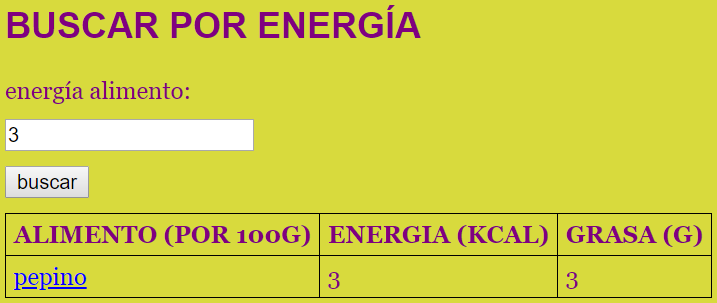 BUSCAR POR ENERGÍA
energía alimento:
3
buscar
ALIMENTO (POR 100G) ENERGIA (KCAL) GRASA (G)
pepino 3 3